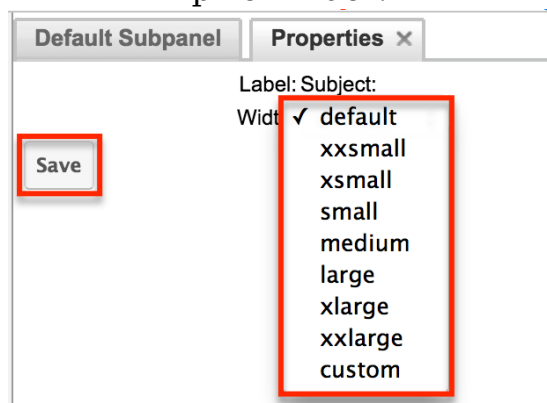 Default Subpanel Properties ×
Label: Subject:
Widt ✓ default
xxsmall
xsmall
Save
small
medium
large
xlarge
xxlarge
custom